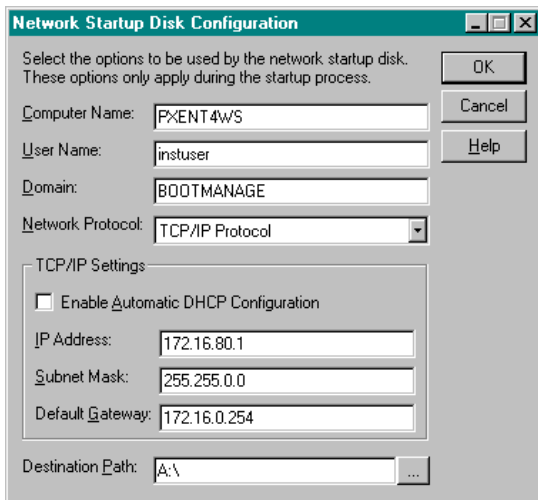 Network Startup Disk Configuration
Select the options to be used by the network startup disk.
These options only apply during the startup process.
OK
Cancel
Help
Computer Name: PXENT4WS
User Name: instuser
Domain: BOOTMANAGE
Network Protocol: TCP/IP Protocol
TCP/IP Settings
Enable Automatic DHCP Configuration
IP Address: 172.16.80.1
Subnet Mask: 255.255.0.0
Default Gateway: 172.16.0.254
Destination Path: A:\ ...